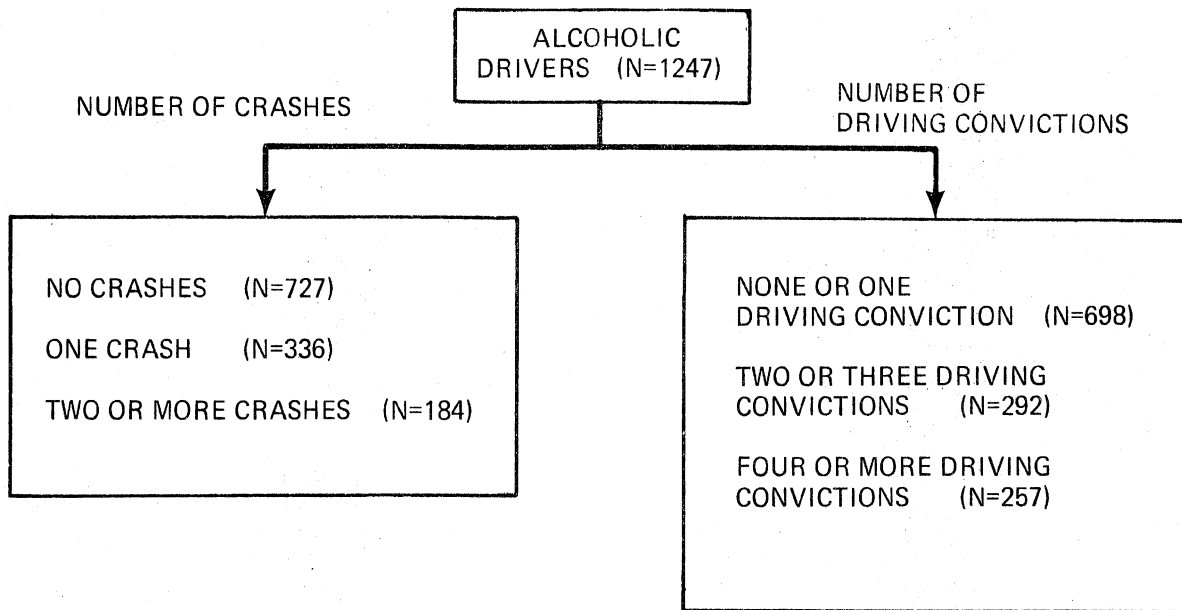 ALCOHOLIC
DRIVERS (N=1247)
NUMBER OF CRASHES
NUMBER OF
DRIVING CONVICTIONS
NO CRASHES (N=727)
ONE CRASH (N=336)
TWO OR MORE CRASHES (N=184)
NONE OR ONE
DRIVING CONVICTION (N=698)
TWO OR THREE DRIVING
CONVICTIONS (N=292)
FOUR OR MORE DRIVING
CONVICTIONS (N=257)